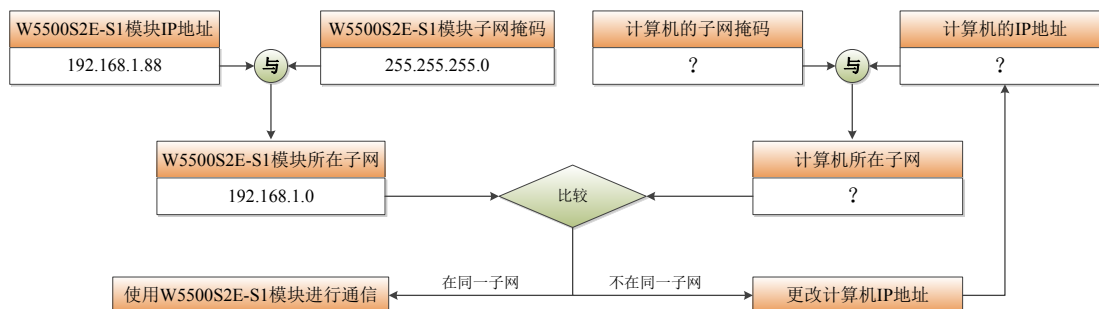 W5500S2E-S1模块IP地址
192.168.1.88
与
W5500S2E-S1模块子网掩码
255.255.255.0
计算机的子网掩码
？
与
计算机的IP地址
？
W5500S2E-S1模块所在子网
192.168.1.0
比较
计算机所在子网
？
在同一子网
不在同一子网
使用W5500S2E-S1模块进行通信
更改计算机IP地址